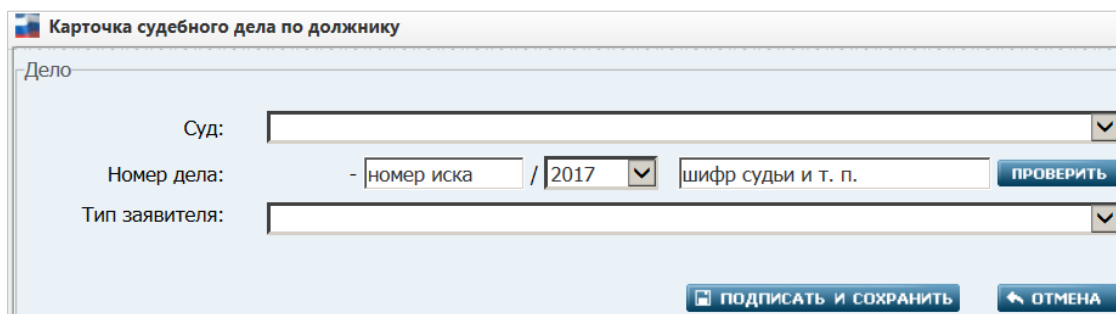 Карточка судебного дела по должнику
Дело
Суд:
Номер дела: - номер иска / 2017 шифр судьи и т. п. ПРОВЕРИТЬ
Тип заявителя:
ПОДПИСАТЬ И СОХРАНИТЬ ОТМЕНА